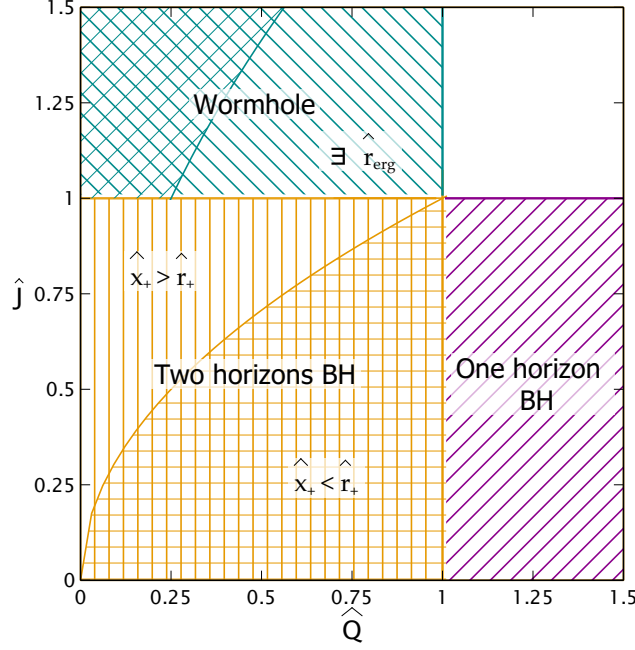 1.5
1.25
1
0.75
0.5
0.25
0
Ĵ
Wormhole
∃ r̂erg
x̂₊ > r̂₊
Two horizons BH
One horizon
BH
x̂₊ < r̂₊
0 0.25 0.5 0.75 1 1.25 1.5
Q̂